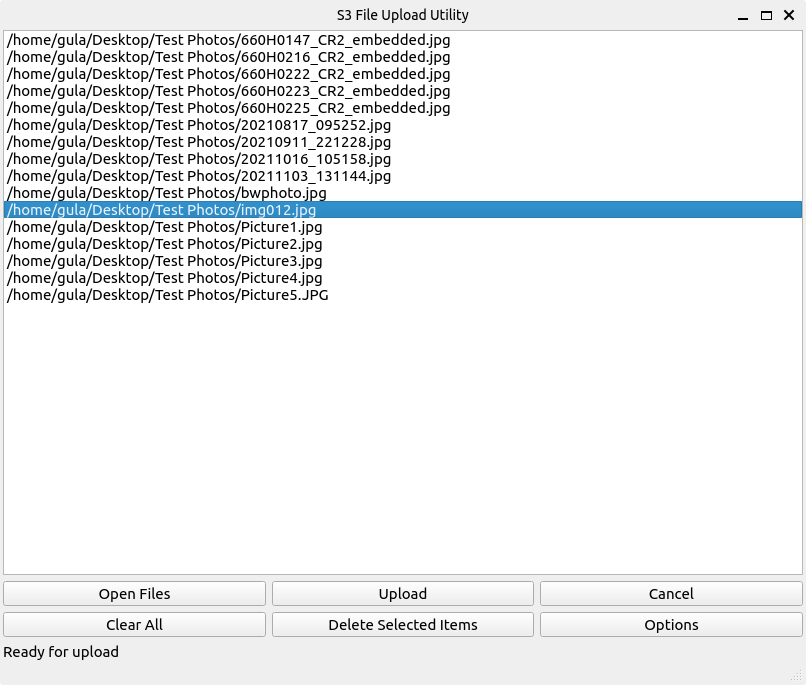 S3 File Upload Utility
/home/gula/Desktop/Test Photos/660H0147_CR2_embedded.jpg
/home/gula/Desktop/Test Photos/660H0216_CR2_embedded.jpg
/home/gula/Desktop/Test Photos/660H0222_CR2_embedded.jpg
/home/gula/Desktop/Test Photos/660H0223_CR2_embedded.jpg
/home/gula/Desktop/Test Photos/660H0225_CR2_embedded.jpg
/home/gula/Desktop/Test Photos/20210817_095252.jpg
/home/gula/Desktop/Test Photos/20210911_221228.jpg
/home/gula/Desktop/Test Photos/20211016_105158.jpg
/home/gula/Desktop/Test Photos/20211103_131144.jpg
/home/gula/Desktop/Test Photos/bwphoto.jpg
/home/gula/Desktop/Test Photos/img012.jpg
/home/gula/Desktop/Test Photos/Picture1.jpg
/home/gula/Desktop/Test Photos/Picture2.jpg
/home/gula/Desktop/Test Photos/Picture3.jpg
/home/gula/Desktop/Test Photos/Picture4.jpg
/home/gula/Desktop/Test Photos/Picture5.JPG
Open Files Upload Cancel
Clear All Delete Selected Items Options
Ready for upload